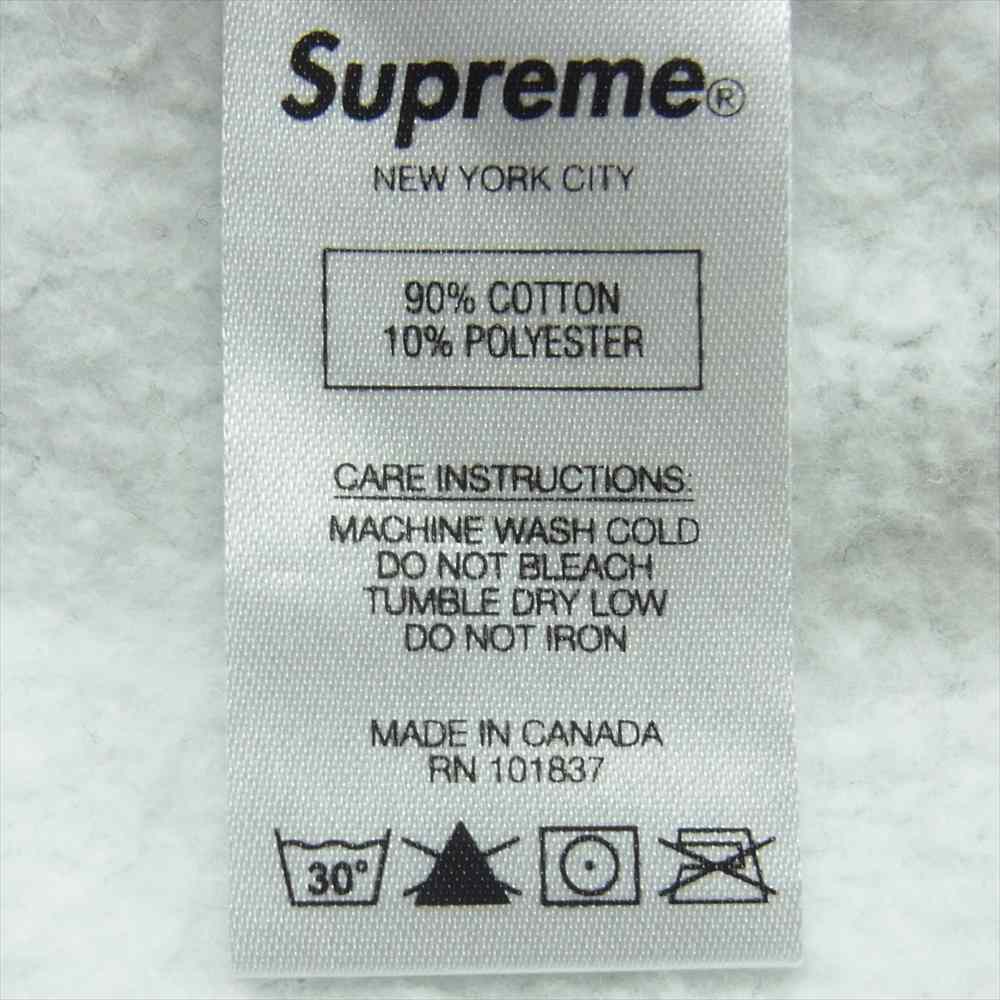 Supreme®
NEW YORK CITY
90% COTTON
10% POLYESTER
CARE INSTRUCTIONS:
MACHINE WASH COLD
DO NOT BLEACH
TUMBLE DRY LOW
DO NOT IRON
MADE IN CANADA
RN 101837
30°